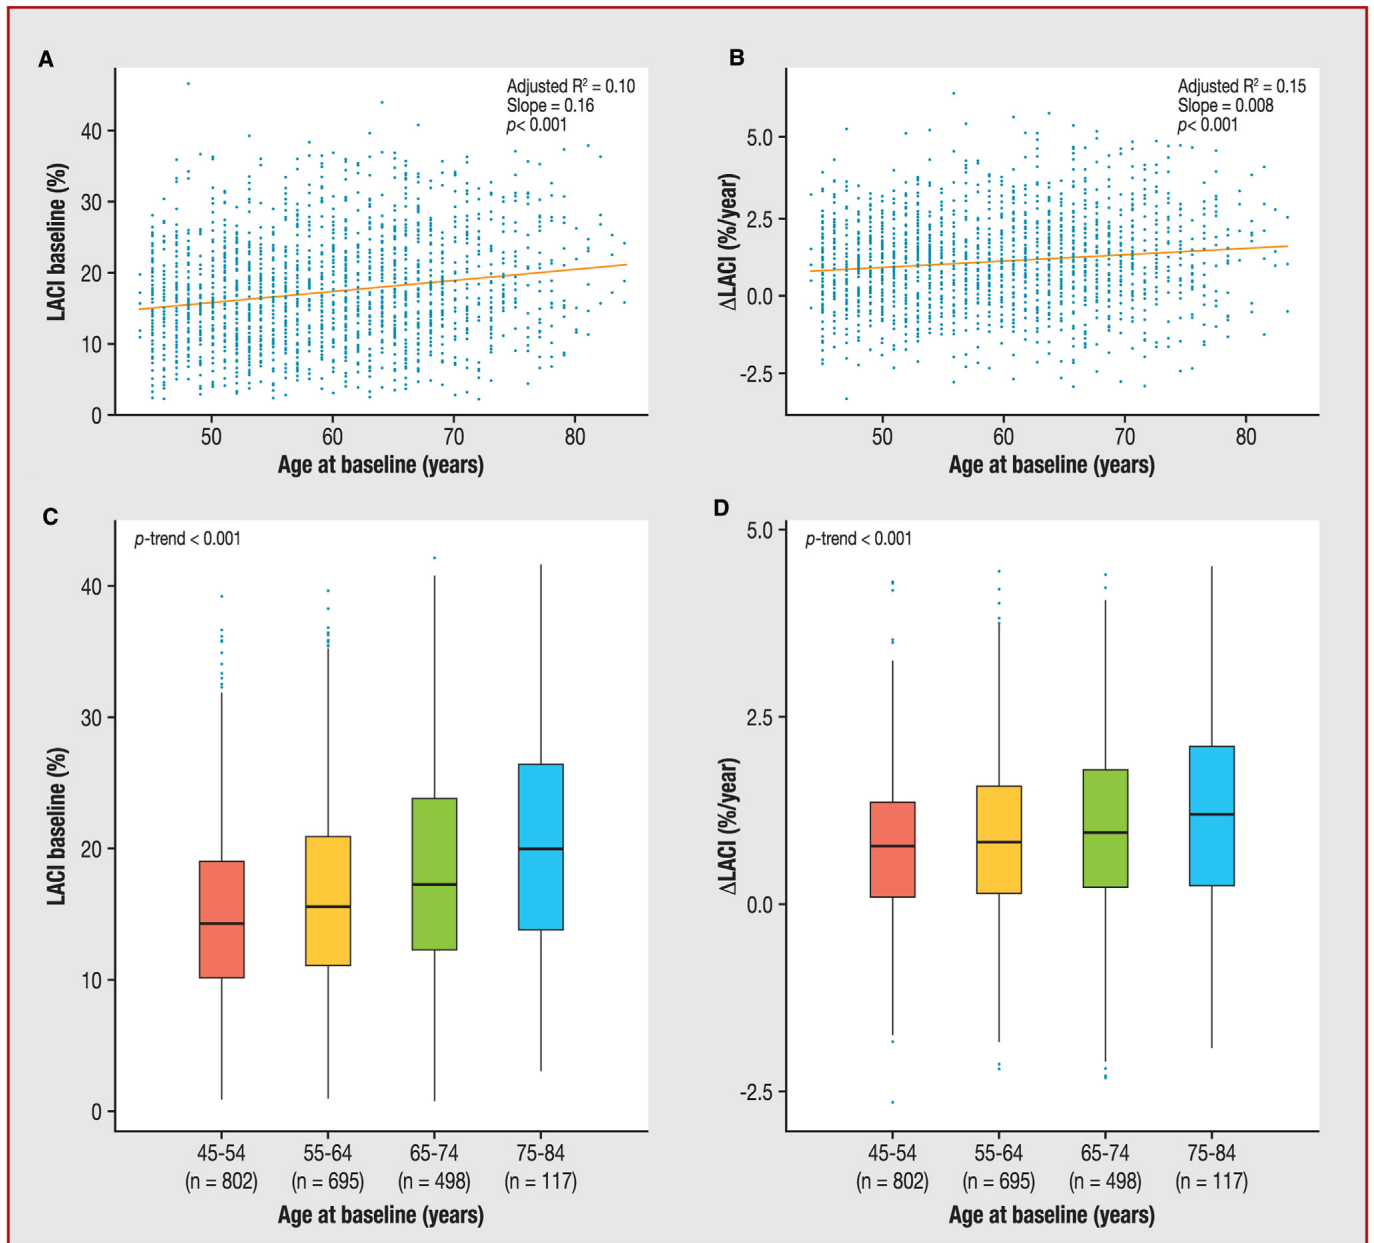 A
Adjusted R² = 0.10
Slope = 0.16
p< 0.001
LACI baseline (%)
40
30
20
10
0
50 60 70 80
Age at baseline (years)
B
Adjusted R² = 0.15
Slope = 0.008
p< 0.001
ΔLACI (%/year)
5.0
2.5
0.0
-2.5
50 60 70 80
Age at baseline (years)
C
p-trend < 0.001
LACI baseline (%)
40
30
20
10
0
45-54 55-64 65-74 75-84
(n = 802) (n = 695) (n = 498) (n = 117)
Age at baseline (years)
D
p-trend < 0.001
ΔLACI (%/year)
5.0
2.5
0.0
-2.5
45-54 55-64 65-74 75-84
(n = 802) (n = 695) (n = 498) (n = 117)
Age at baseline (years)